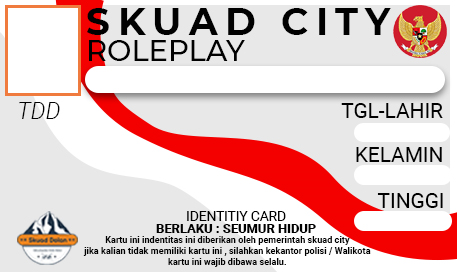 SKUAD CITY
ROLEPLAY
TDD
TGL-LAHIR
KELAMIN
TINGGI
IDENTITIY CARD
BERLAKU : SEUMUR HIDUP
Kartu ini indentitas ini diberikan oleh pemerintah skuad city
jika kalian tidak memiliki kartu ini , silahkan kekantor polisi / Walikota
kartu ini wajib dibawa selalu.
Skuad Dalan